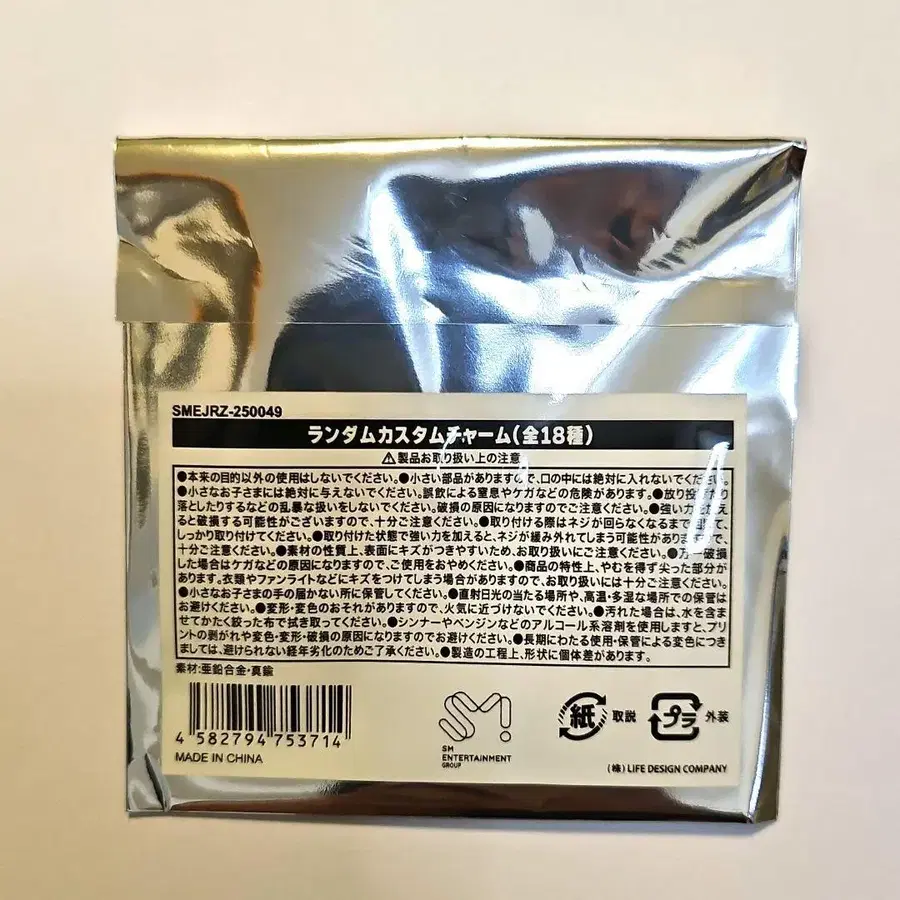 SMEJRZ-250049
ランダムカスタムチャーム(全18種)
⚠製品お取り扱い上の注意
●本来の目的以外の使用はしないでください。●小さい部品がありますので、口の中には絶対に入れないでください。
●小さなお子さまには絶対に与えないでください。誤飲による窒息やケガなどの危険があります。●放り投げたり
落としたりするなどの乱暴な扱いをしないでください。破損の原因になりますのでご注意ください。●強い力を加え
ると破損する可能性がございますので、十分ご注意ください。●取り付ける際はネジが回らなくなるまで回して、
しっかり取り付けてください。●取り付けた状態で強い力を加えると、ネジが緩み外れてしまう可能性がありますので、
十分ご注意ください。●素材の性質上、表面にキズがつきやすいため、お取り扱いにご注意ください。●万一破損
した場合はケガなどの原因になりますので、ご使用をおやめください。●商品の特性上、やむを得ず尖った部分が
あります。衣類やファンライトなどにキズをつけてしまう場合がありますので、お取り扱いには十分ご注意ください。
●小さなお子さまの手の届かない所に保管してください。●直射日光の当たる場所や、高温・多湿な場所での保管は
お避けください。●変形・変色のおそれがありますので、火気に近づけないでください。●汚れた場合は、水を含ま
せてかたく絞った布で拭き取ってください。●シンナーやベンジンなどのアルコール系溶剤を使用しますと、プリ
ントの剥がれや変色・変形・破損の原因になりますのでお避けください。●長期にわたる使用・保管による変色につき
ましては、避けられない経年劣化のためご了承ください。●製造の工程上、形状に個体差があります。
素材:亜鉛合金・真鍮
4 582794 753714
MADE IN CHINA
SM
ENTERTAINMENT
GROUP
紙 取説
プラ 外装
(株) LIFE DESIGN COMPANY